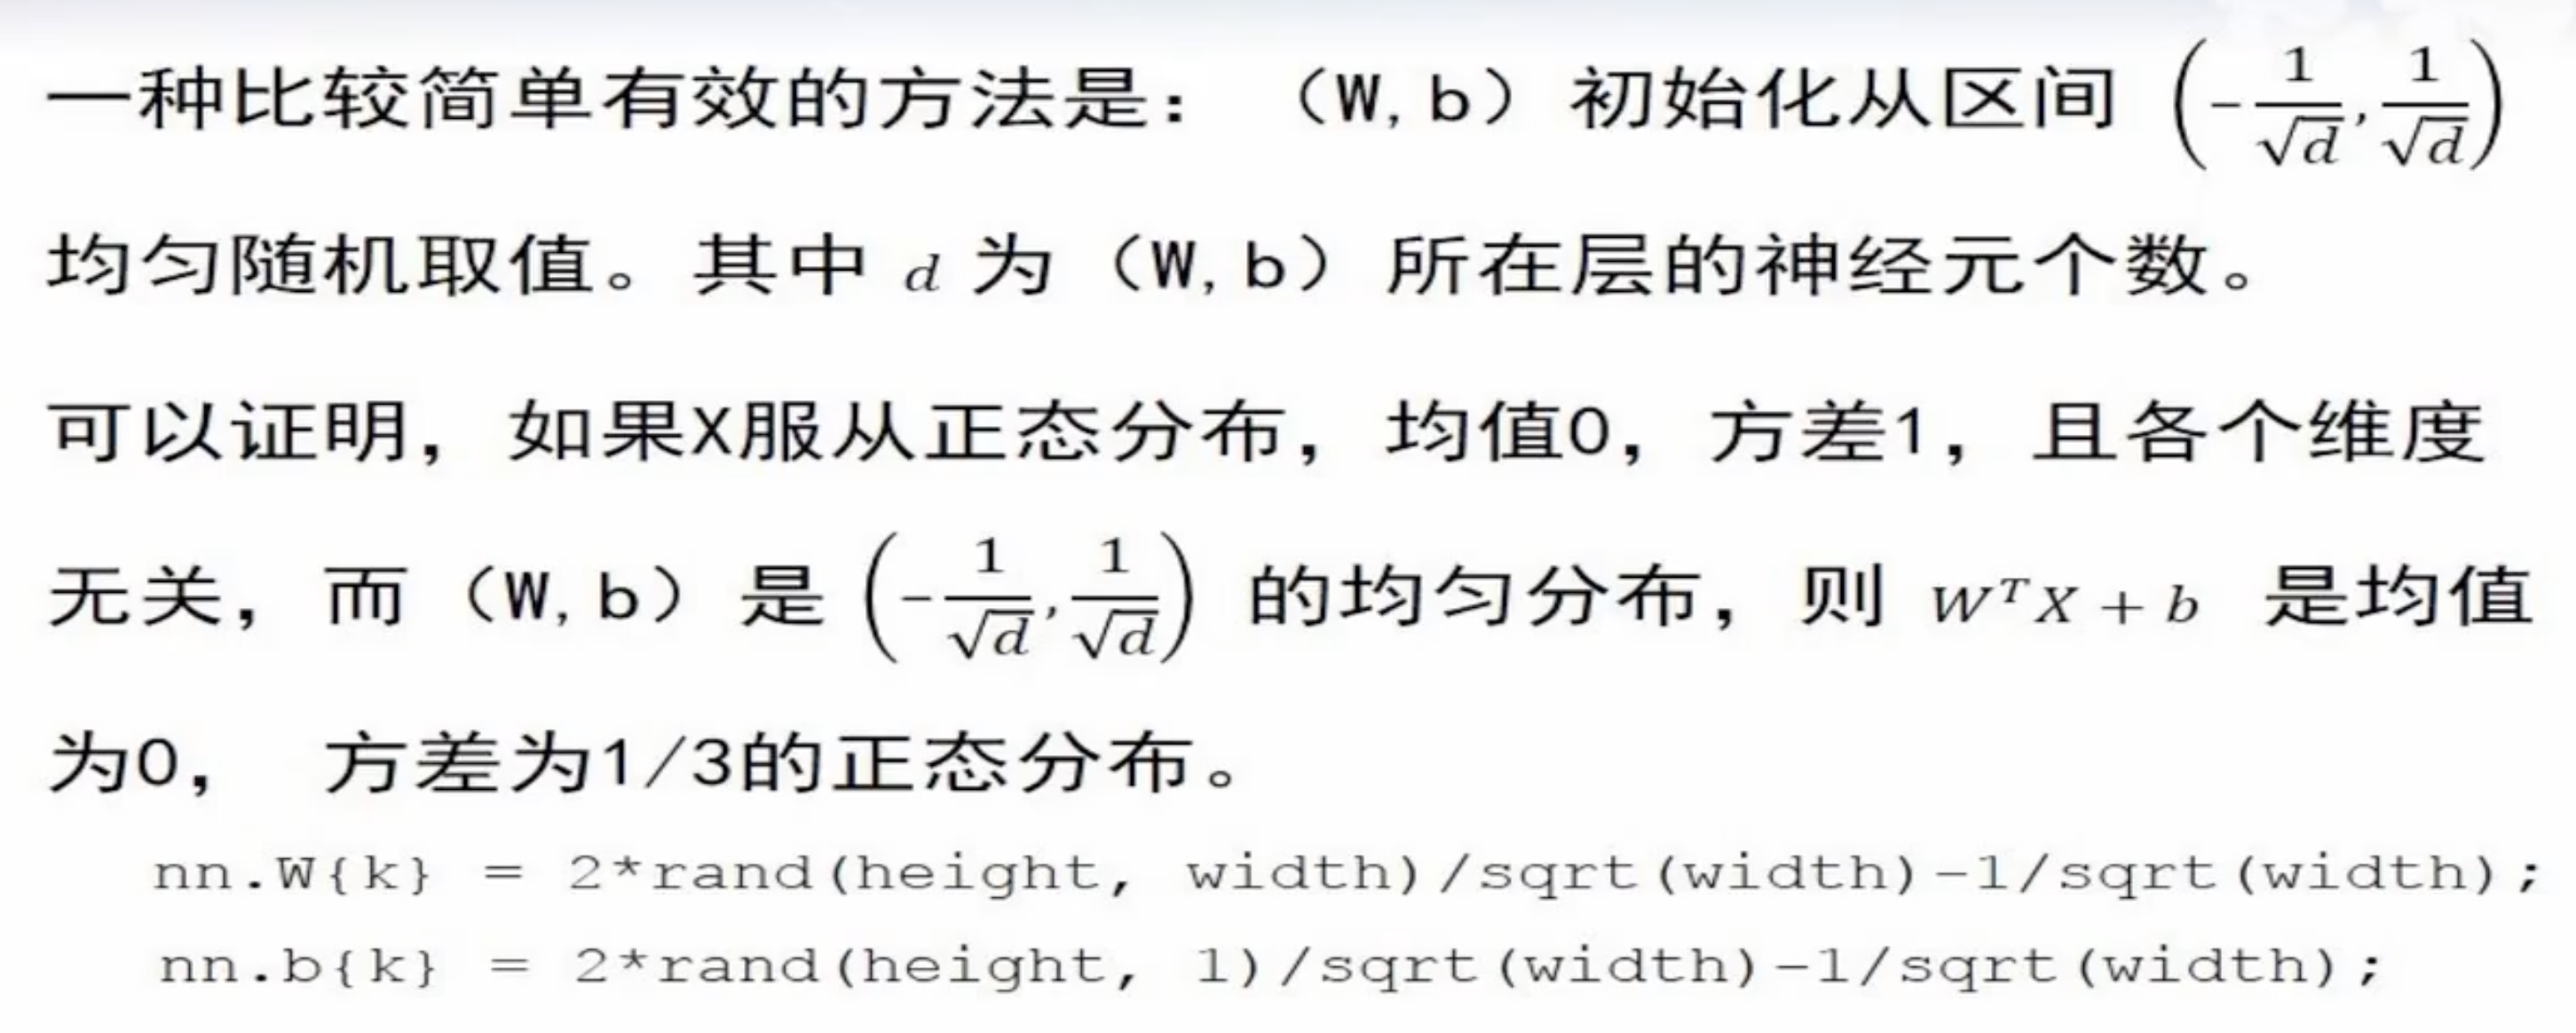 一种比较简单有效的方法是：（W, b）初始化从区间 $\left(-\frac{1}{\sqrt{d}}, \frac{1}{\sqrt{d}}\right)$
均匀随机取值。其中 $d$ 为（W, b）所在层的神经元个数。
可以证明，如果X服从正态分布，均值0，方差1，且各个维度
无关，而（W, b）是 $\left(-\frac{1}{\sqrt{d}}, \frac{1}{\sqrt{d}}\right)$ 的均匀分布，则 $W^T X + b$ 是均值
为0， 方差为1/3的正态分布。
nn.W{k} = 2*rand(height, width)/sqrt(width)-1/sqrt(width);
nn.b{k} = 2*rand(height, 1)/sqrt(width)-1/sqrt(width);